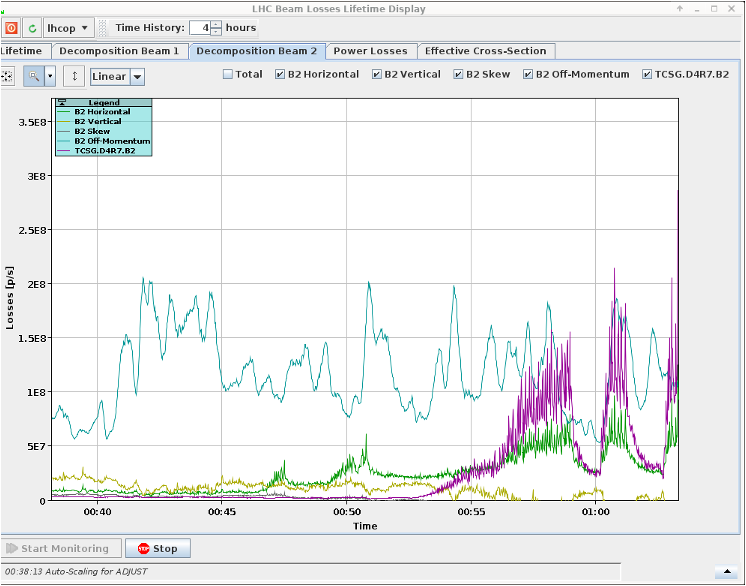 LHC Beam Losses Lifetime Display
lhcop Time History: 4 hours
Lifetime Decomposition Beam 1 Decomposition Beam 2 Power Losses Effective Cross-Section
Linear Total B2 Horizontal B2 Vertical B2 Skew B2 Off-Momentum TCSG.D4R7.B2
Legend
B2 Horizontal
B2 Vertical
B2 Skew
B2 Off-Momentum
TCSG.D4R7.B2
3.5E8
3E8
2.5E8
2E8
1.5E8
1E8
5E7
0
Losses [p/s]
00:40 00:45 00:50 00:55 01:00
Time
Start Monitoring STOP Stop
00:38:13 Auto-Scaling for ADJUST